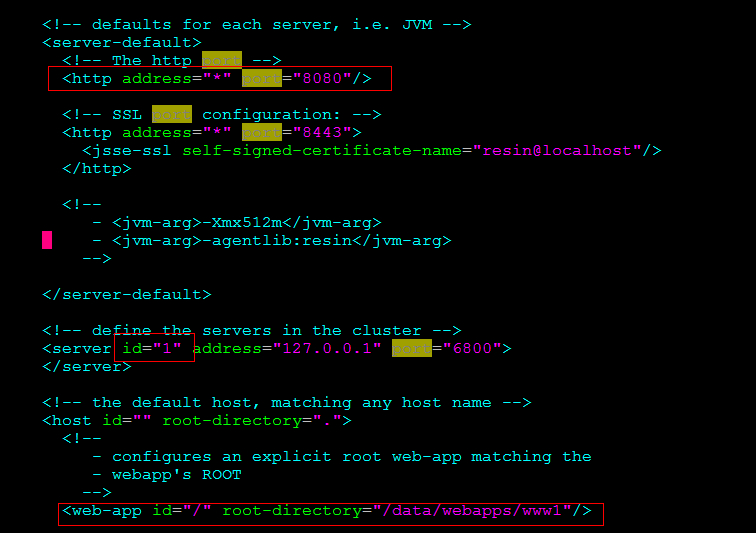 <!-- defaults for each server, i.e. JVM -->
<server-default>
<!-- The http port -->
<http address="*" port="8080"/>
<!-- SSL port configuration: -->
<http address="*" port="8443">
<jsse-ssl self-signed-certificate-name="resin@localhost"/>
</http>
<!--
- <jvm-arg>-Xmx512m</jvm-arg>
- <jvm-arg>-agentlib:resin</jvm-arg>
-->
</server-default>
<!-- define the servers in the cluster -->
<server id="1" address="127.0.0.1" port="6800">
</server>
<!-- the default host, matching any host name -->
<host id="" root-directory=".">
<!--
- configures an explicit root web-app matching the
- webapp's ROOT
-->
<web-app id="/" root-directory="/data/webapps/www1"/>